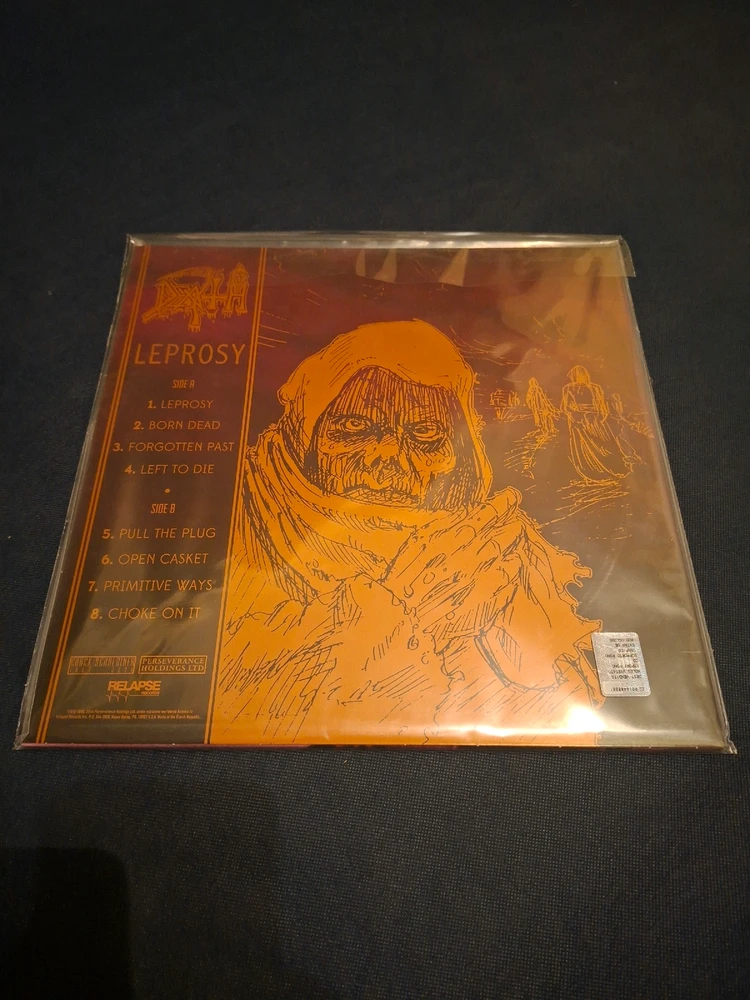 DEATH
LEPROSY
SIDE A
1. LEPROSY
2. BORN DEAD
3. FORGOTTEN PAST
4. LEFT TO DIE
SIDE B
5. PULL THE PLUG
6. OPEN CASKET
7. PRIMITIVE WAYS
8. CHOKE ON IT
PERSEVERANCE
HOLDINGS LTD
RELAPSE